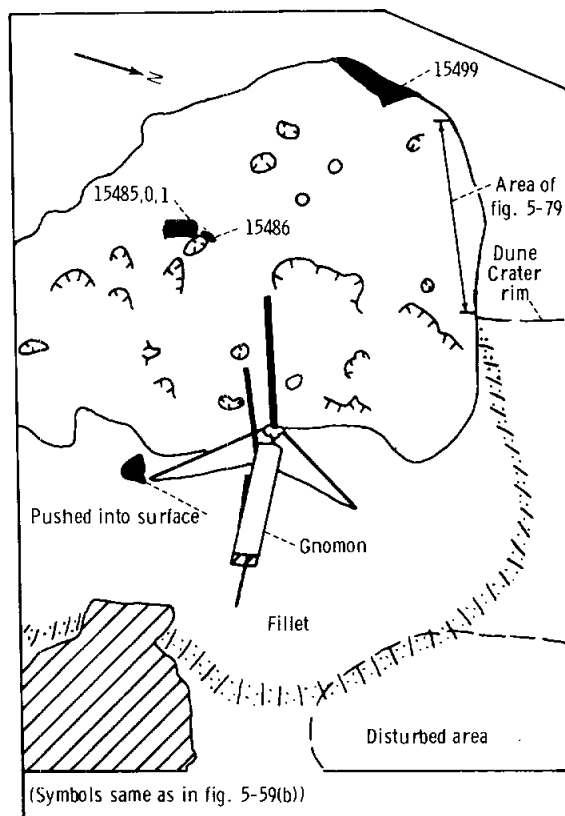 N
15499
15485,0,1
15486
Area of
fig. 5-79
Dune
Crater
rim
Pushed into surface
Gnomon
Fillet
Disturbed area
(Symbols same as in fig. 5-59(b))